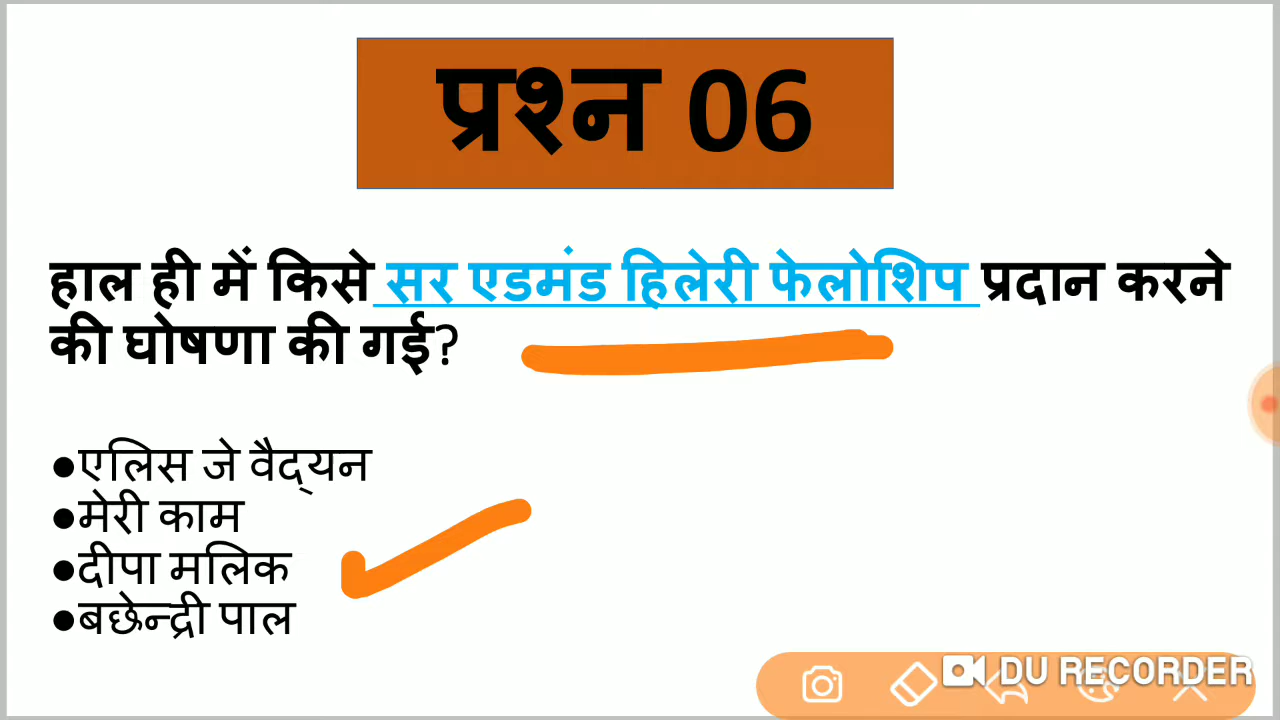 प्रश्न 06
हाल ही में किसे सर एडमंड हिलेरी फेलोशिप प्रदान करने
की घोषणा की गई?
●एलिस जे वैद्‌यन
●मेरी काम
●दीपा मलिक
●बछेन्द्री पाल
DU RECORDER